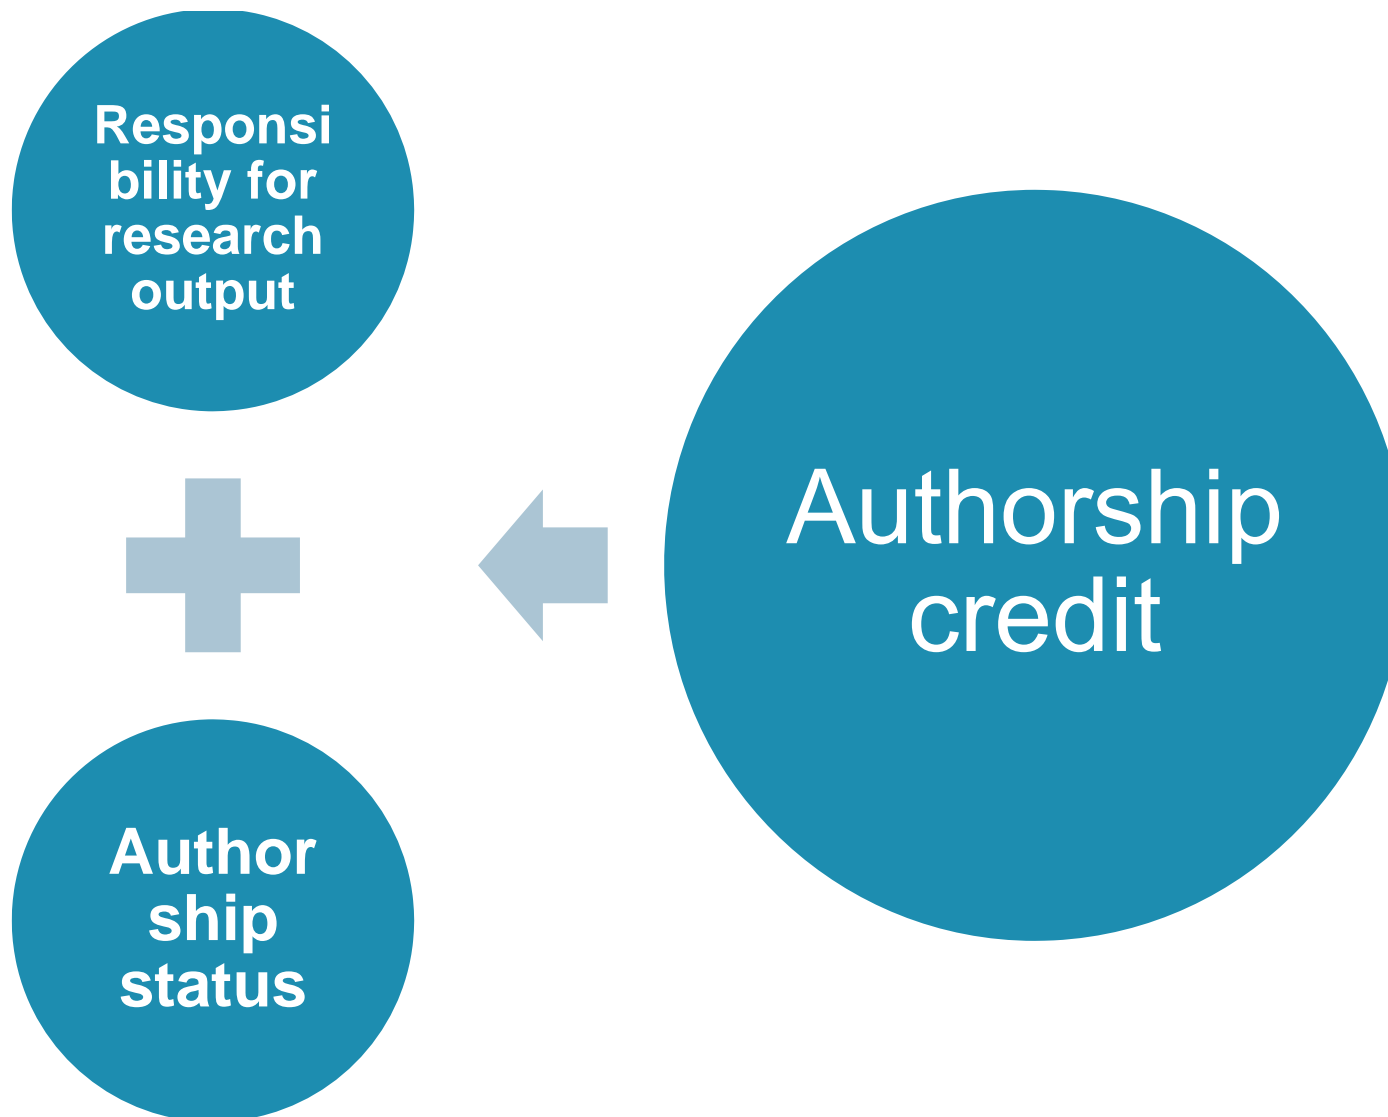 Responsi
bility for
research
output
Author
ship
status
Authorship
credit